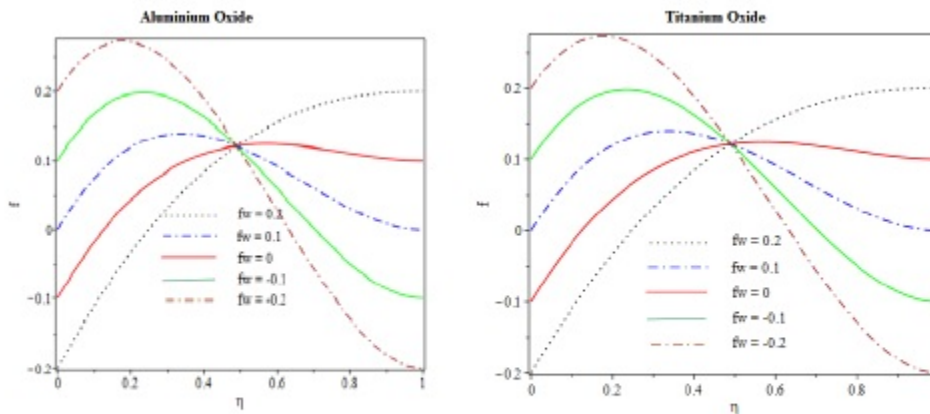 Aluminium Oxide
0.2
0.1
f
0
-0.1
-0.2
fw = 0.2
fw = 0.1
fw = 0
fw = -0.1
fw = -0.2
0 0.2 0.4 0.6 0.8 1
η
Titanium Oxide
0.2
0.1
f
0
-0.1
-0.2
fw = 0.2
fw = 0.1
fw = 0
fw = -0.1
fw = -0.2
0 0.2 0.4 0.6 0.8
η